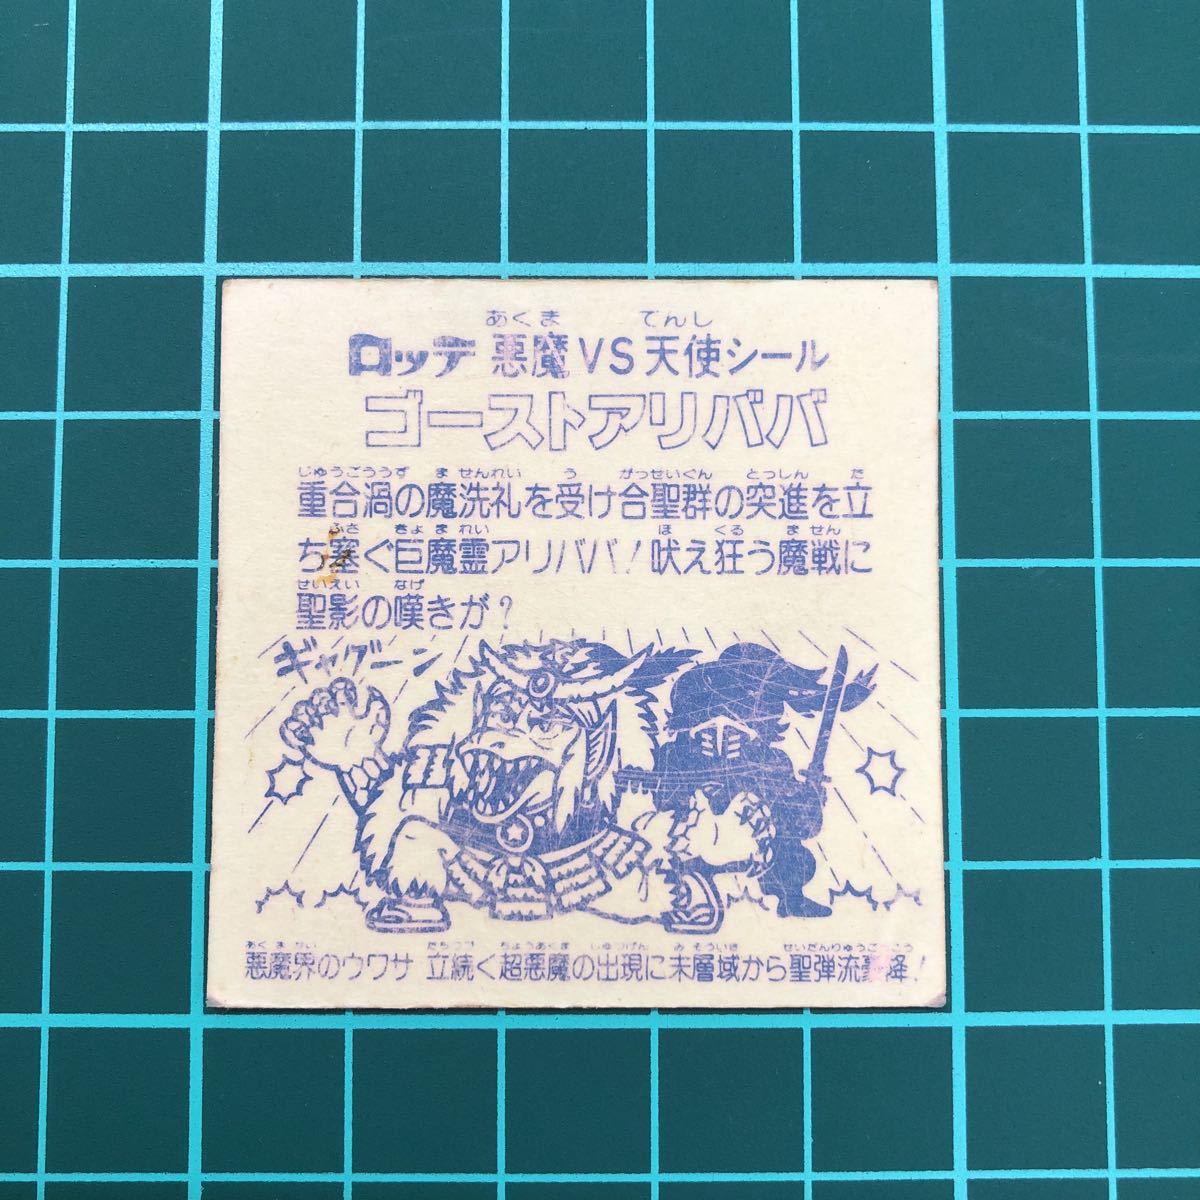 あくま てんし
ロッテ 悪魔VS天使シール
ゴーストアリババ
じゅうごううず ま せんれい う がっせいぐん とっしん た
重合渦の魔洗礼を受け合聖群の突進を立
ふさ きょ ま れい ほ くる ま せん
ち塞ぐ巨魔霊アリババ!吠え狂う魔戦に
せいえい なげ
聖影の嘆きが?
ギャグーン
あく ま かい たちつづ ちょうあくま しゅつげん み そういき せいだんりゅうごうこう
悪魔界のウワサ 立続く超悪魔の出現に未層域から聖弾流豪降!